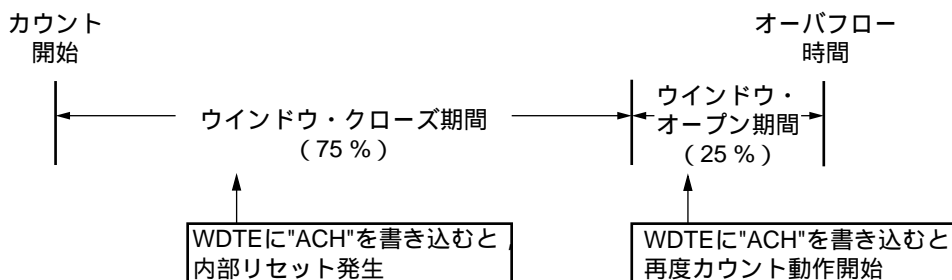 カウント
開始
オーバフロー
時間
ウインドウ・クローズ期間
(75 %)
ウインドウ・
オープン期間
(25 %)
WDTEに"ACH"を書き込むと
内部リセット発生
WDTEに"ACH"を書き込むと
再度カウント動作開始